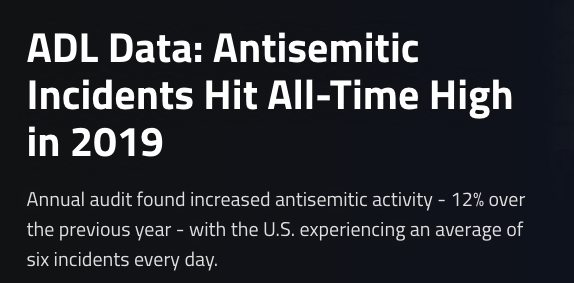 ADL Data: Antisemitic
Incidents Hit All-Time High
in 2019
Annual audit found increased antisemitic activity - 12% over
the previous year - with the U.S. experiencing an average of
six incidents every day.